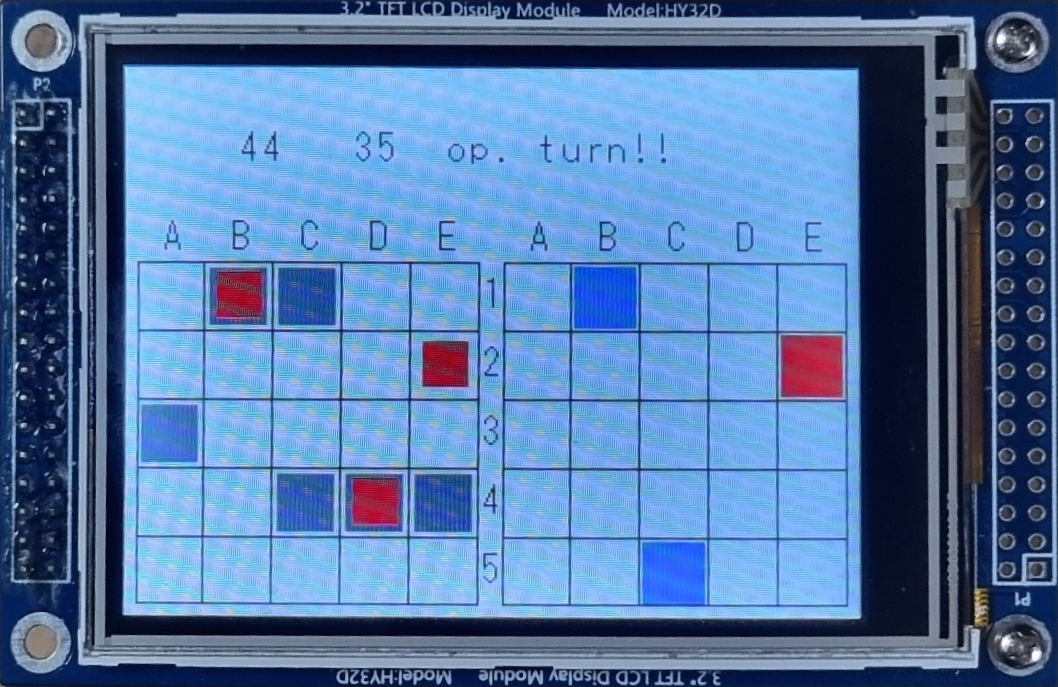 3.2" TFT LCD Display Module Model:HY32D
P2
44 35 op. turn!!
A B C D E A B C D E
1
2
3
4
5
P1
3.2" TFT LCD Display Module Model:HY32D